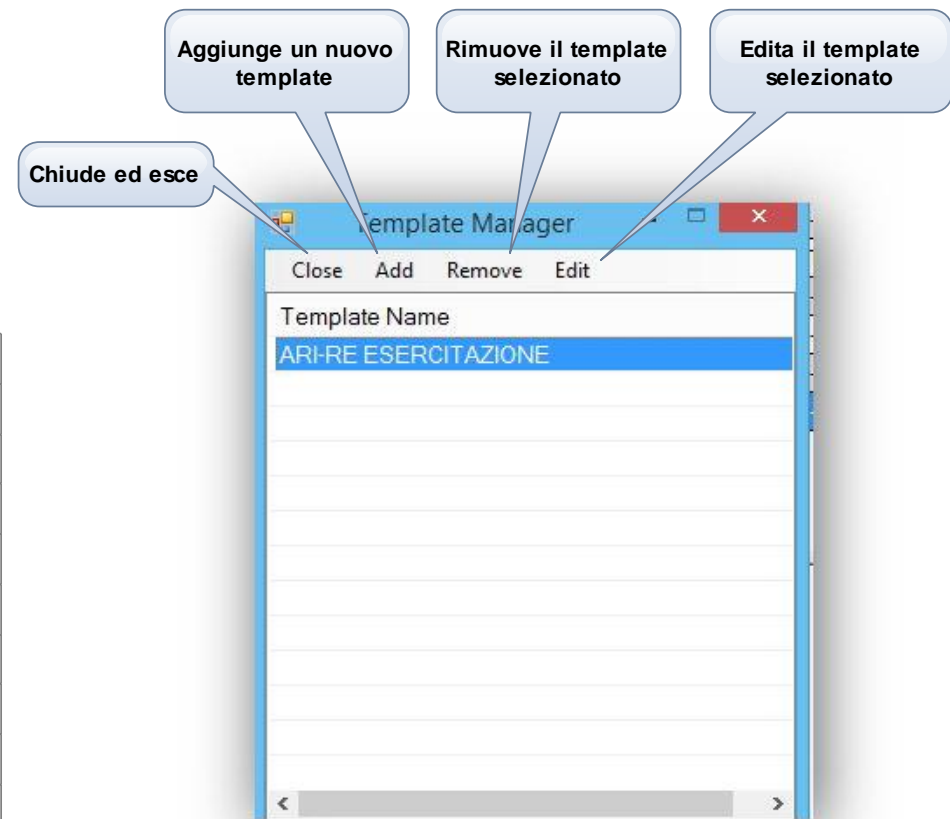 Aggiunge un nuovo
template
Rimuove il template
selezionato
Edita il template
selezionato
Chiude ed esce
Template Manager
Close Add Remove Edit
Template Name
ARI-RE ESERCITAZIONE